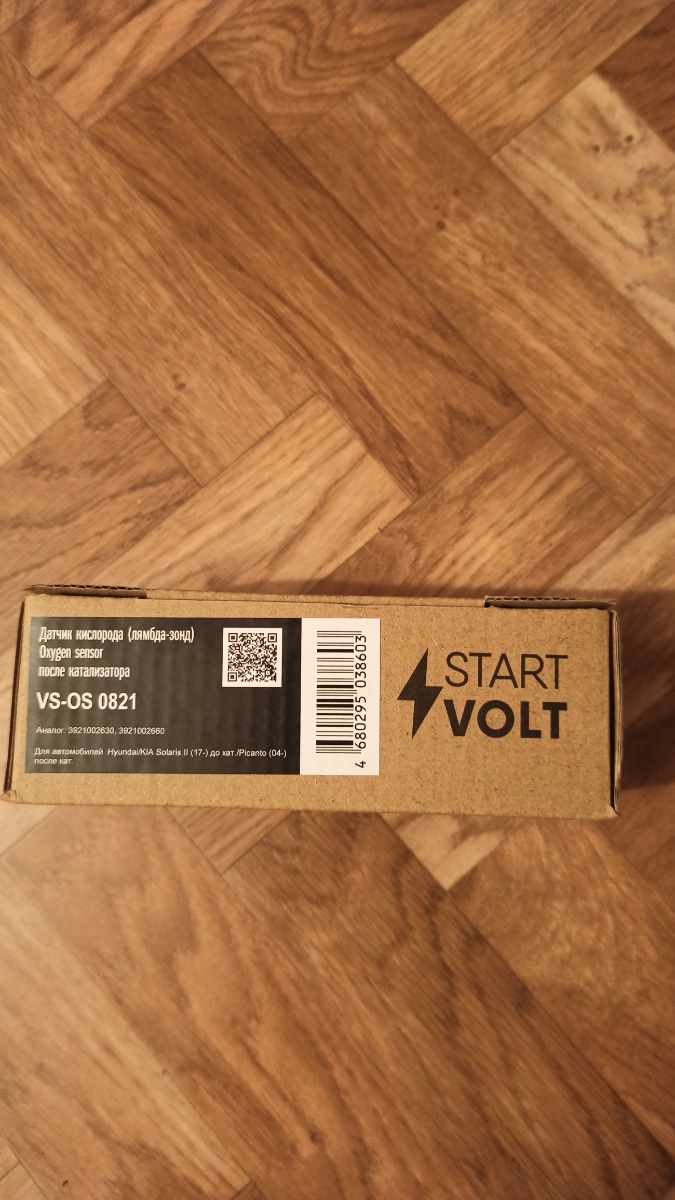 Датчик кислорода (лямбда-зонд)
Oxygen sensor
после катализатора
VS-OS 0821
Аналог: 3921002630, 3921002660
Для автомобилей Hyundai/KIA Solaris II (17-) до кат./Picanto (04-)
после кат.
4 680295 038603
START
VOLT